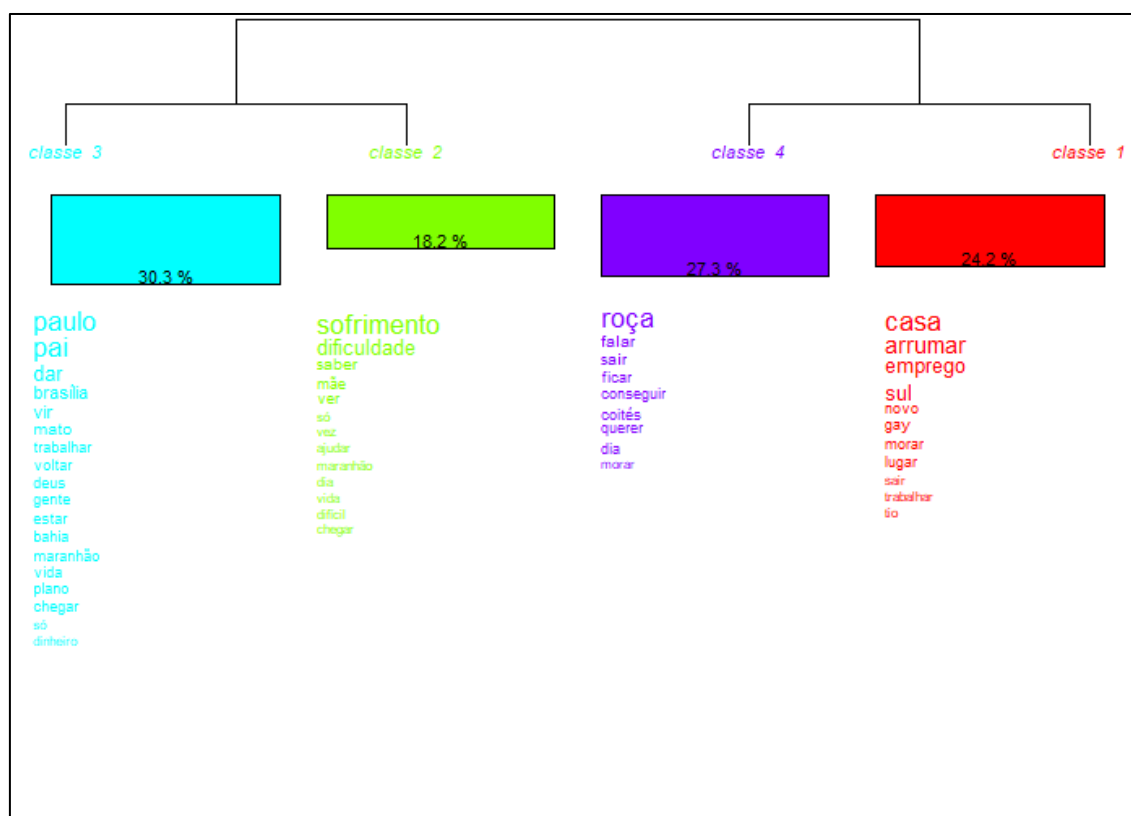 classe 3
classe 2
classe 4
classe 1
30.3 %
18.2 %
27.3 %
24.2 %
paulo
pai
dar
brasília
vir
mato
trabalhar
voltar
deus
gente
estar
bahia
maranhão
vida
plano
chegar
só
dinheiro
sofrimento
dificuldade
saber
mãe
ver
só
vez
ajudar
maranhão
dia
vida
difícil
chegar
roça
falar
sair
ficar
conseguir
coités
querer
dia
morar
casa
arrumar
emprego
sul
novo
gay
morar
lugar
sair
trabalhar
tio